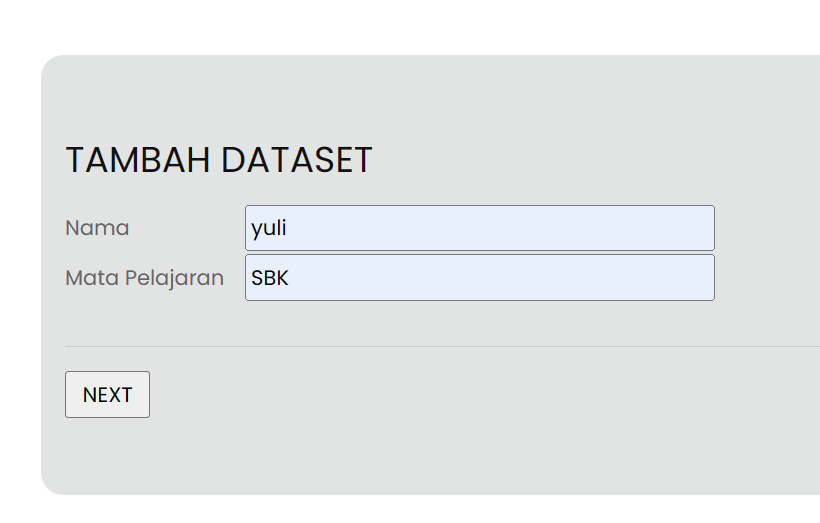 TAMBAH DATASET
Nama yuli
Mata Pelajaran SBK
NEXT